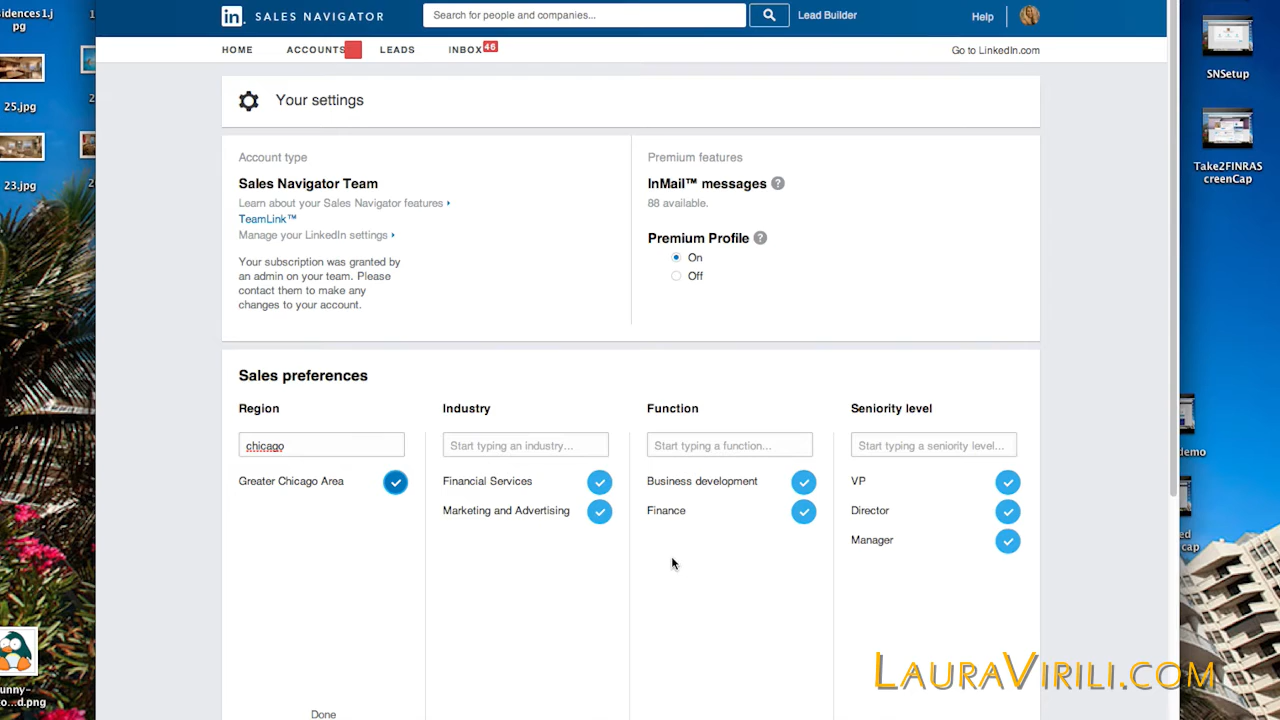 in SALES NAVIGATOR
Search for people and companies...
Lead Builder
Help
HOME
ACCOUNTS
LEADS
INBOX 46
Go to LinkedIn.com
Your settings
Account type
Sales Navigator Team
Learn about your Sales Navigator features
TeamLink™
Manage your LinkedIn settings
Your subscription was granted by
an admin on your team. Please
contact them to make any
changes to your account.
Premium features
InMail™ messages ?
88 available.
Premium Profile ?
On
Off
Sales preferences
Region
chicago
Greater Chicago Area
Industry
Start typing an industry...
Financial Services
Marketing and Advertising
Function
Start typing a function...
Business development
Finance
Seniority level
Start typing a seniority level...
VP
Director
Manager
Done
sidences1.j
pg
25.jpg
2
23.jpg
2
unny-
o...d.png
SNSetup
Take2FINRAS
creenCap
demo
ed
cap
LAURAVIRILI.COM